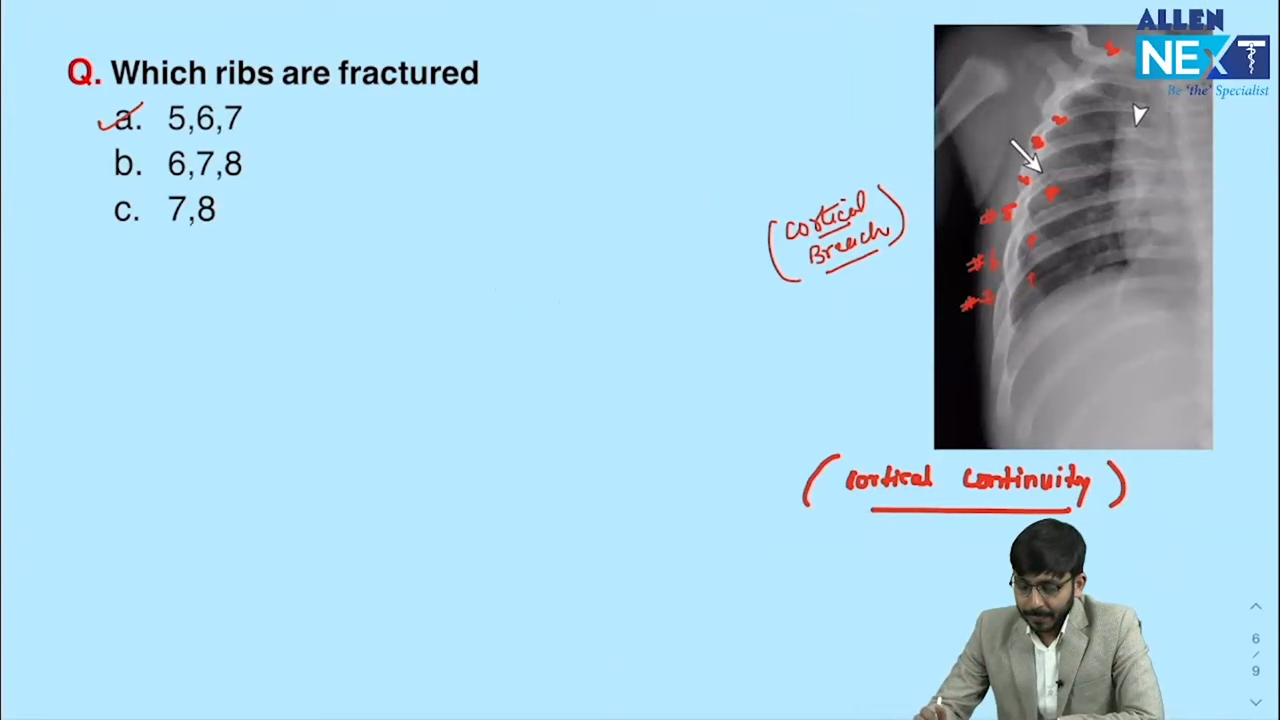 ALLEN
NEXT
Be 'the' Specialist
Q. Which ribs are fractured
a. 5,6,7
b. 6,7,8
c. 7,8
(Cortical
Breach)
#5
(Cortical Continuity)
6
/
9